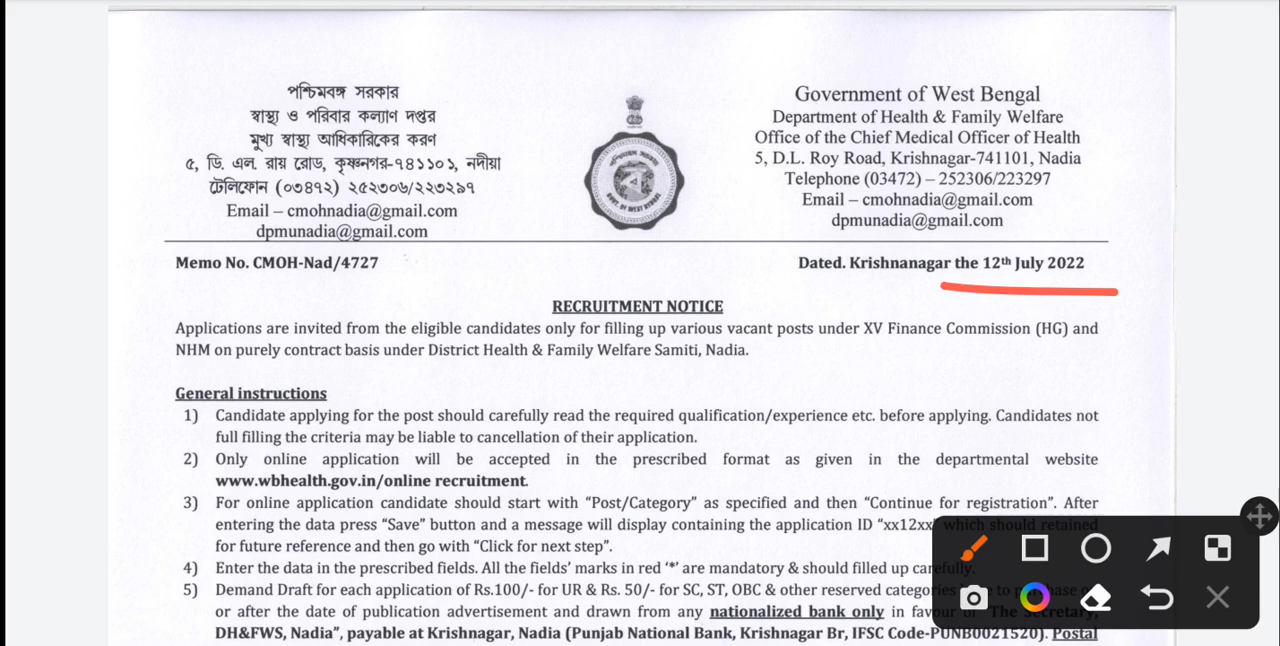 পশ্চিমবঙ্গ সরকার
স্বাস্থ্য ও পরিবার কল্যাণ দপ্তর
মুখ্য স্বাস্থ্য আধিকারিকের করণ
৫, ডি. এল. রায় রোড, কৃষ্ণনগর-৭৪১১০১, নদীয়া
টেলিফোন (০৩৪৭২) ২৫২৩০৬/২২৩২৯৭
Email – cmohnadia@gmail.com
dpmunadia@gmail.com
GOVT. OF WEST BENGAL
Government of West Bengal
Department of Health & Family Welfare
Office of the Chief Medical Officer of Health
5, D.L. Roy Road, Krishnagar-741101, Nadia
Telephone (03472) – 252306/223297
Email – cmohnadia@gmail.com
dpmunadia@gmail.com
Memo No. CMOH-Nad/4727
Dated. Krishnanagar the 12th July 2022
RECRUITMENT NOTICE
Applications are invited from the eligible candidates only for filling up various vacant posts under XV Finance Commission (HG) and
NHM on purely contract basis under District Health & Family Welfare Samiti, Nadia.
General instructions
1) Candidate applying for the post should carefully read the required qualification/experience etc. before applying. Candidates not
full filling the criteria may be liable to cancellation of their application.
2) Only online application will be accepted in the prescribed format as given in the departmental website
www.wbhealth.gov.in/online recruitment.
3) For online application candidate should start with “Post/Category” as specified and then “Continue for registration”. After
entering the data press “Save” button and a message will display containing the application ID “xx12xx” which should retained
for future reference and then go with “Click for next step”.
4) Enter the data in the prescribed fields. All the fields’ marks in red ‘*’ are mandatory & should filled up carefully.
5) Demand Draft for each application of Rs.100/- for UR & Rs. 50/- for SC, ST, OBC & other reserved categories to
or after the date of publication advertisement and drawn from any nationalized bank only in favour of “The Secretary,
DH&FWS, Nadia”, payable at Krishnagar, Nadia (Punjab National Bank, Krishnagar Br, IFSC Code-PUNB0021520). Postal